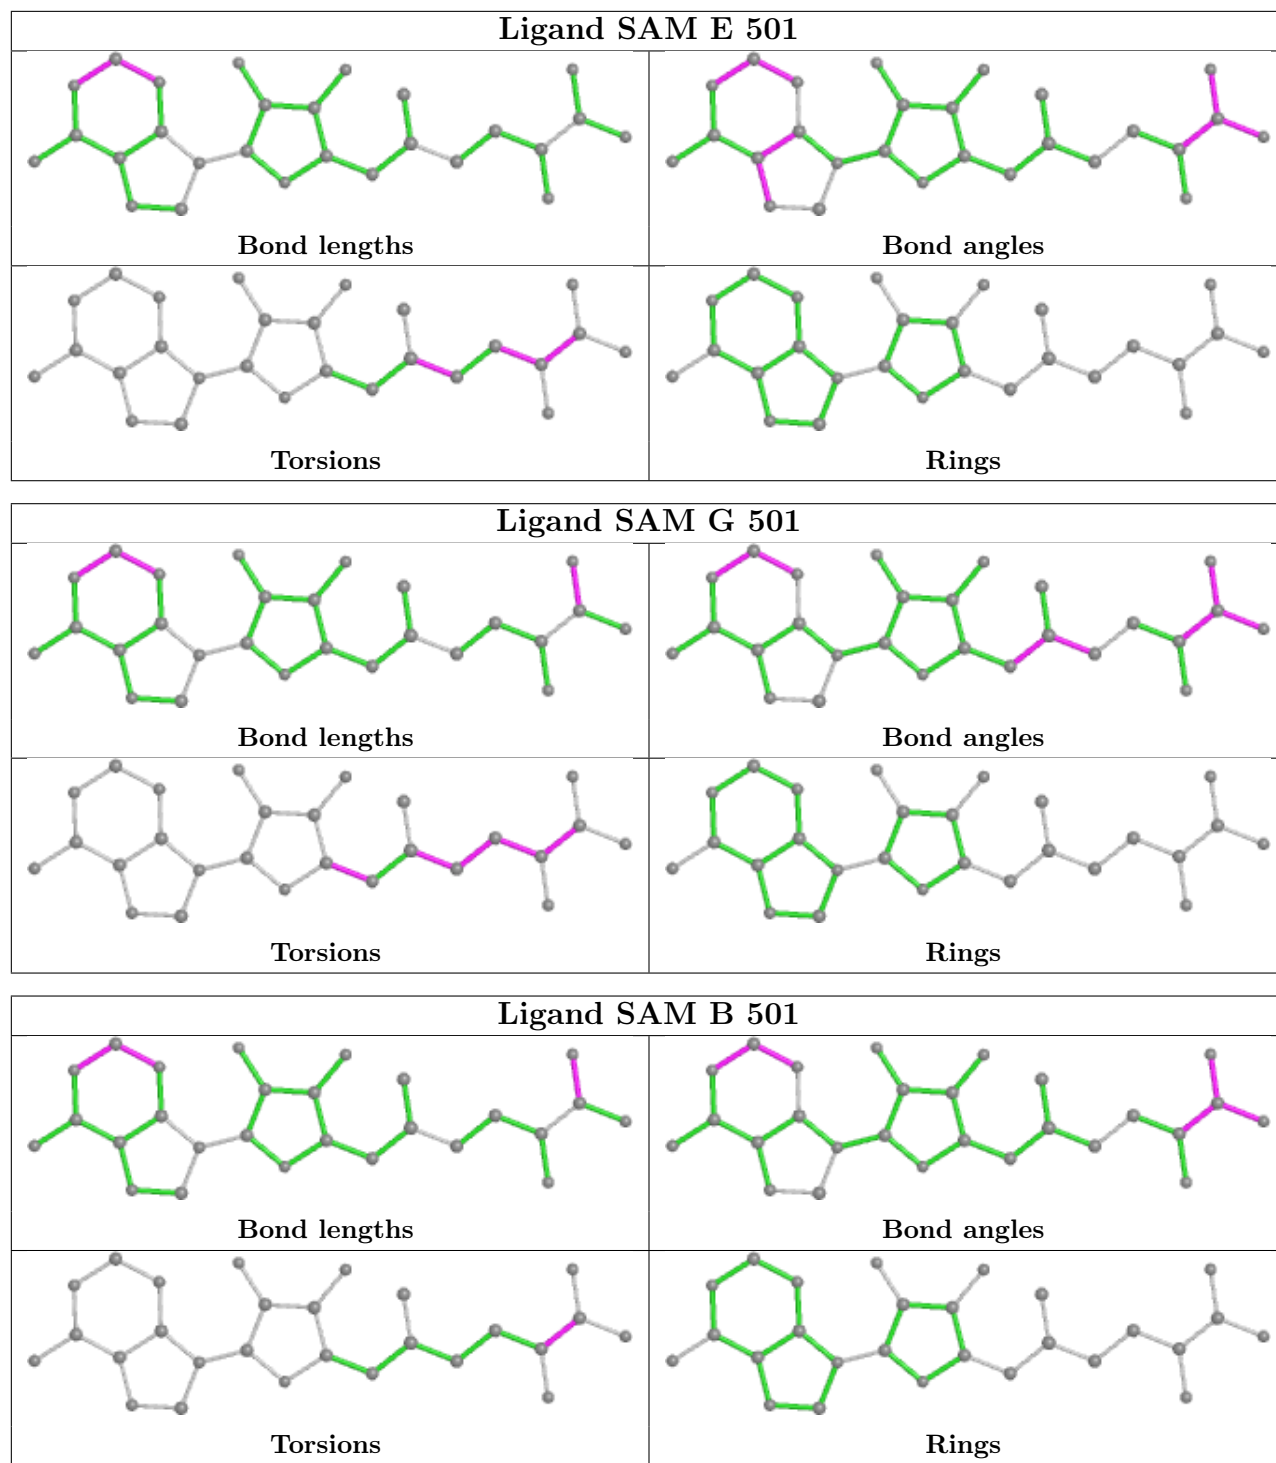 Ligand SAM E 501
Bond lengths
Bond angles
Torsions
Rings
Ligand SAM G 501
Bond lengths
Bond angles
Torsions
Rings
Ligand SAM B 501
Bond lengths
Bond angles
Torsions
Rings